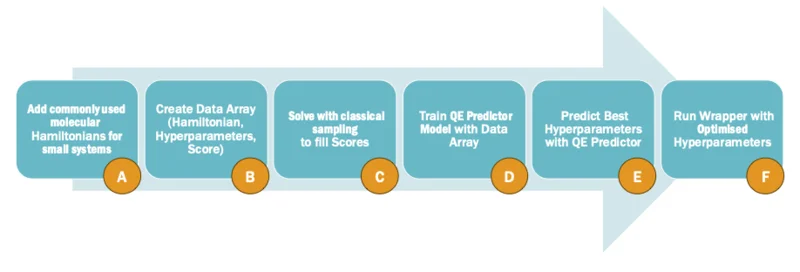 Add commonly used
molecular
Hamiltonians for
small systems
A
Create Data Array
(Hamiltonian,
Hyperparameters,
Score)
B
Solve with classical
sampling
to fill Scores
C
Train QE Predictor
Model with Data
Array
D
Predict Best
Hyperparameters
with QE Predictor
E
Run Wrapper with
Optimised
Hyperparameters
F